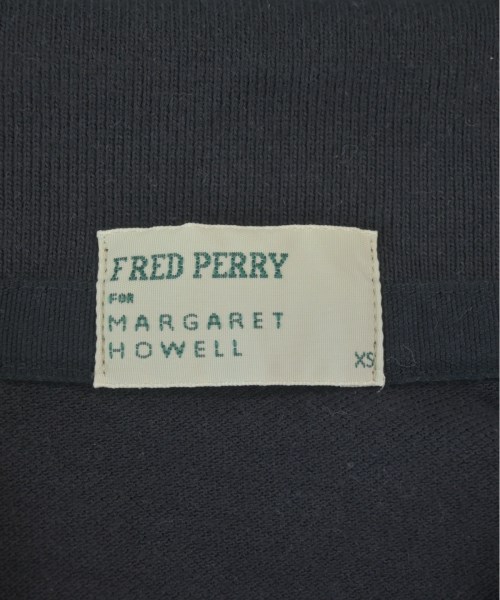 FRED PERRY
FOR
MARGARET
HOWELL
XS